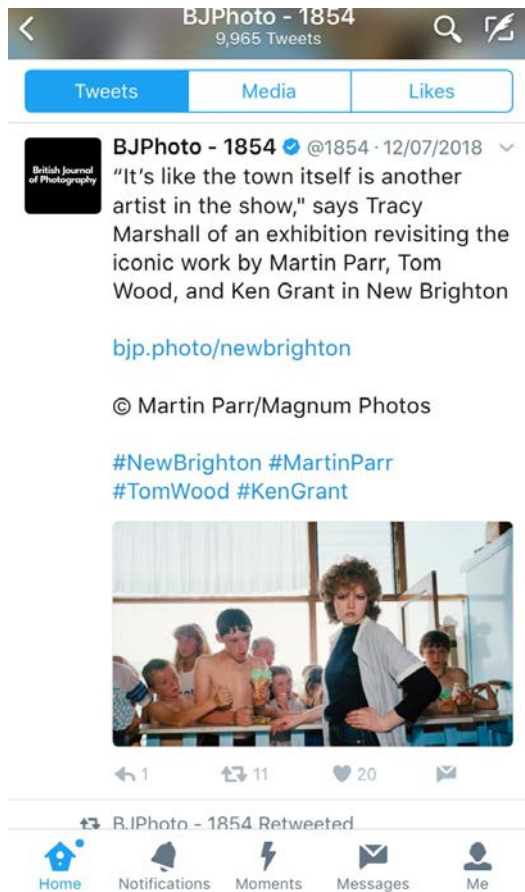 BJPhoto - 1854
9,965 Tweets
Tweets Media Likes
British Journal
of Photography
BJPhoto - 1854 @1854 · 12/07/2018
“It’s like the town itself is another
artist in the show," says Tracy
Marshall of an exhibition revisiting the
iconic work by Martin Parr, Tom
Wood, and Ken Grant in New Brighton
bjp.photo/newbrighton
© Martin Parr/Magnum Photos
#NewBrighton #MartinParr
#TomWood #KenGrant
1 11 20
BJPhoto - 1854 Retweeted
Home Notifications Moments Messages Me